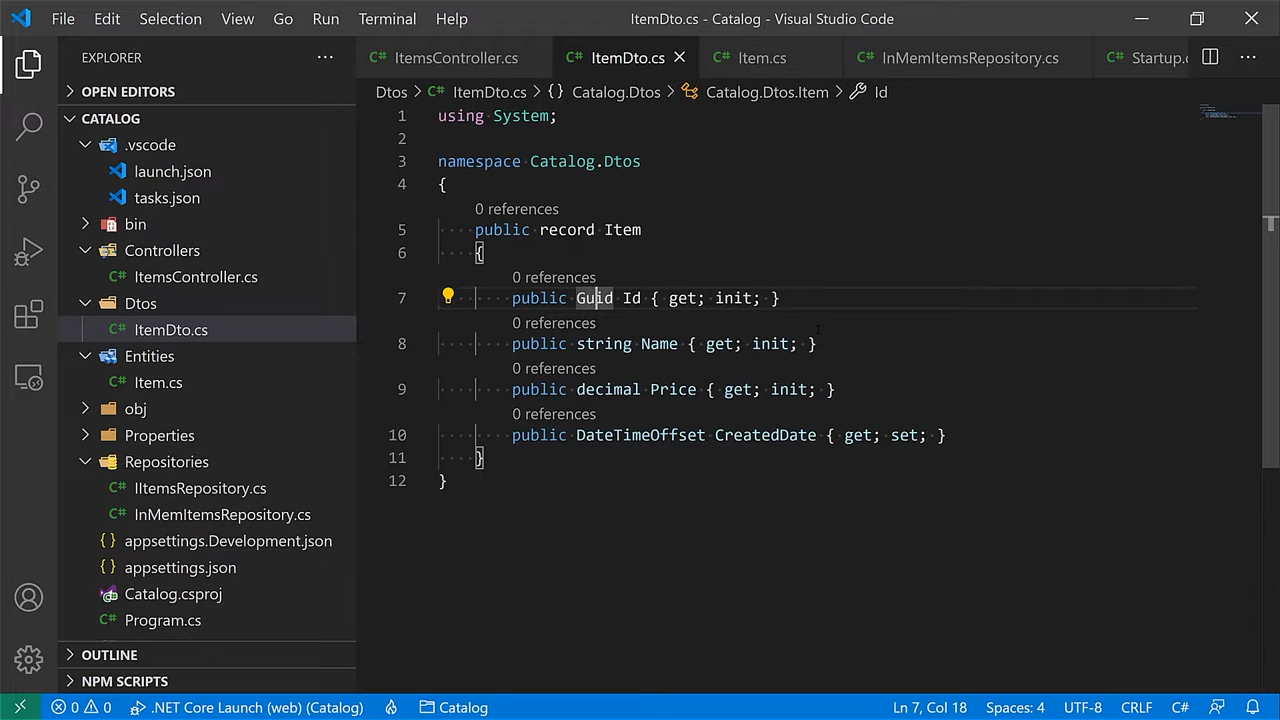 File Edit Selection View Go Run Terminal Help ItemDto.cs - Catalog - Visual Studio Code
EXPLORER
OPEN EDITORS
CATALOG
.vscode
launch.json
tasks.json
bin
Controllers
C# ItemsController.cs
Dtos
C# ItemDto.cs
Entities
C# Item.cs
obj
Properties
Repositories
C# IItemsRepository.cs
C# InMemItemsRepository.cs
{} appsettings.Development.json
{} appsettings.json
Catalog.csproj
C# Program.cs
OUTLINE
NPM SCRIPTS
C# ItemsController.cs C# ItemDto.cs C# Item.cs C# InMemItemsRepository.cs C# Startup.c
Dtos > C# ItemDto.cs > {} Catalog.Dtos > Catalog.Dtos.Item > Id
1 using System;
2
3 namespace Catalog.Dtos
4 {
0 references
5 public record Item
6 {
0 references
7 public Guid Id { get; init; }
0 references
8 public string Name { get; init; }
0 references
9 public decimal Price { get; init; }
0 references
10 public DateTimeOffset CreatedDate { get; set; }
11 }
12 }
0 0 .NET Core Launch (web) (Catalog) Catalog Ln 7, Col 18 Spaces: 4 UTF-8 CRLF C#